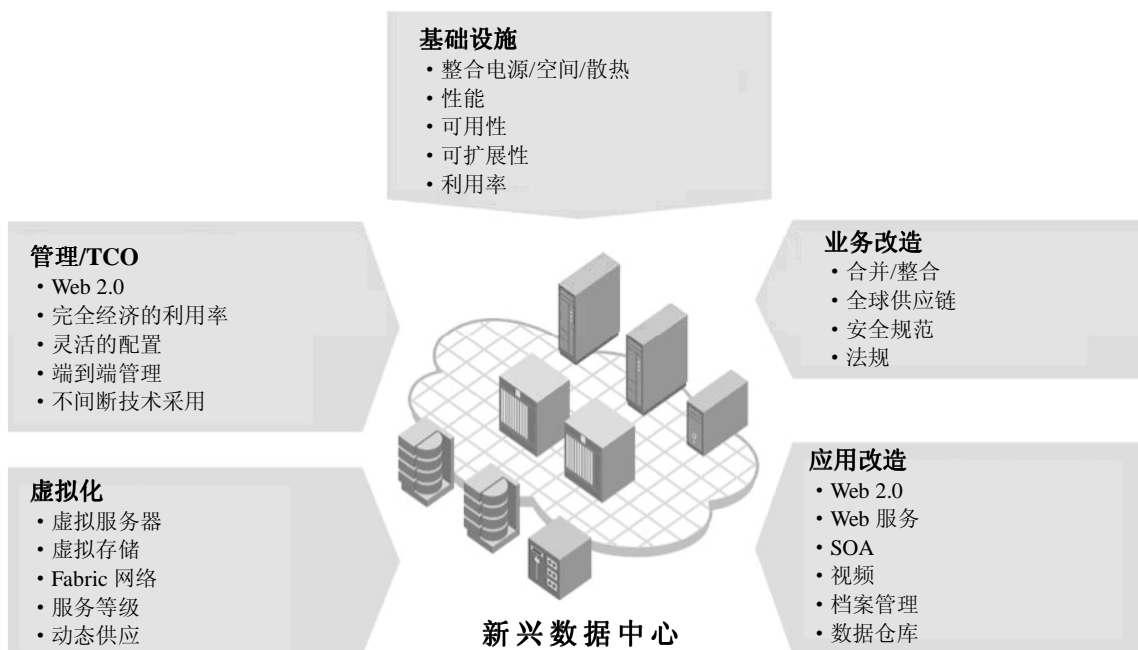 基础设施
・整合电源/空间/散热
・性能
・可用性
・可扩展性
・利用率
管理/TCO
・Web 2.0
・完全经济的利用率
・灵活的配置
・端到端管理
・不间断技术采用
业务改造
・合并/整合
・全球供应链
・安全规范
・法规
虚拟化
・虚拟服务器
・虚拟存储
・Fabric 网络
・服务等级
・动态供应
应用改造
・Web 2.0
・Web 服务
・SOA
・视频
・档案管理
・数据仓库
新兴数据中心